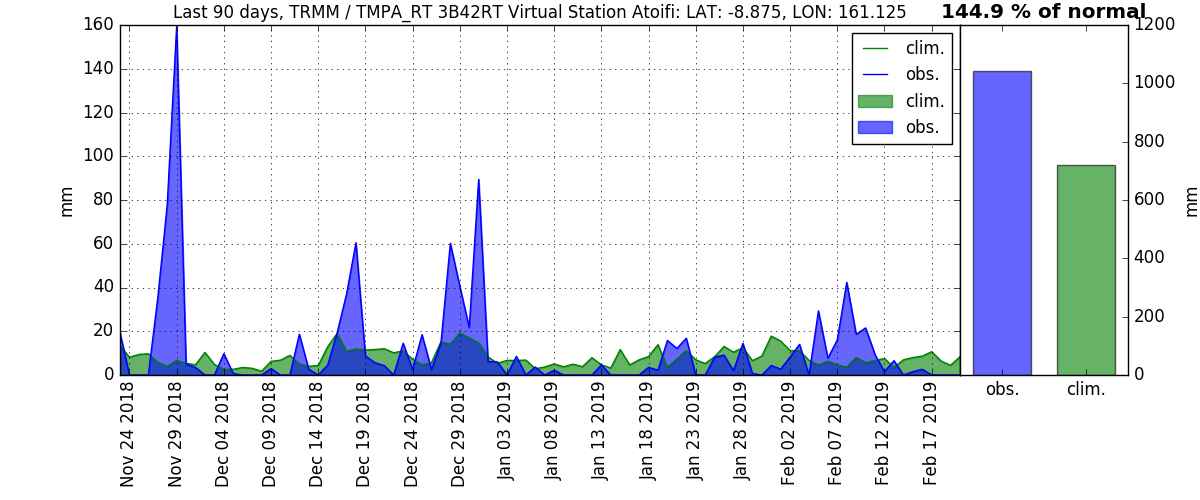 Last 90 days, TRMM / TMPA_RT 3B42RT Virtual Station Atoifi: LAT: -8.875, LON: 161.125
144.9 % of normal
160
140
120
100
80
60
40
20
0
mm
clim.
obs.
clim.
obs.
1200
1000
800
600
400
200
0
mm
Nov 24 2018
Nov 29 2018
Dec 04 2018
Dec 09 2018
Dec 14 2018
Dec 19 2018
Dec 24 2018
Dec 29 2018
Jan 03 2019
Jan 08 2019
Jan 13 2019
Jan 18 2019
Jan 23 2019
Jan 28 2019
Feb 02 2019
Feb 07 2019
Feb 12 2019
Feb 17 2019
obs.
clim.